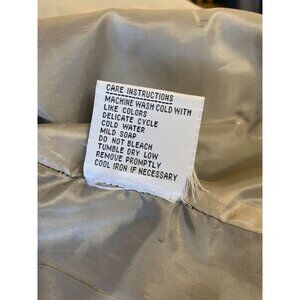 CARE INSTRUCTIONS
MACHINE WASH COLD WITH
LIKE COLORS
DELICATE CYCLE
COLD WATER
MILD SOAP
DO NOT BLEACH
TUMBLE DRY LOW
REMOVE PROMPTLY
COOL IRON IF NECESSARY